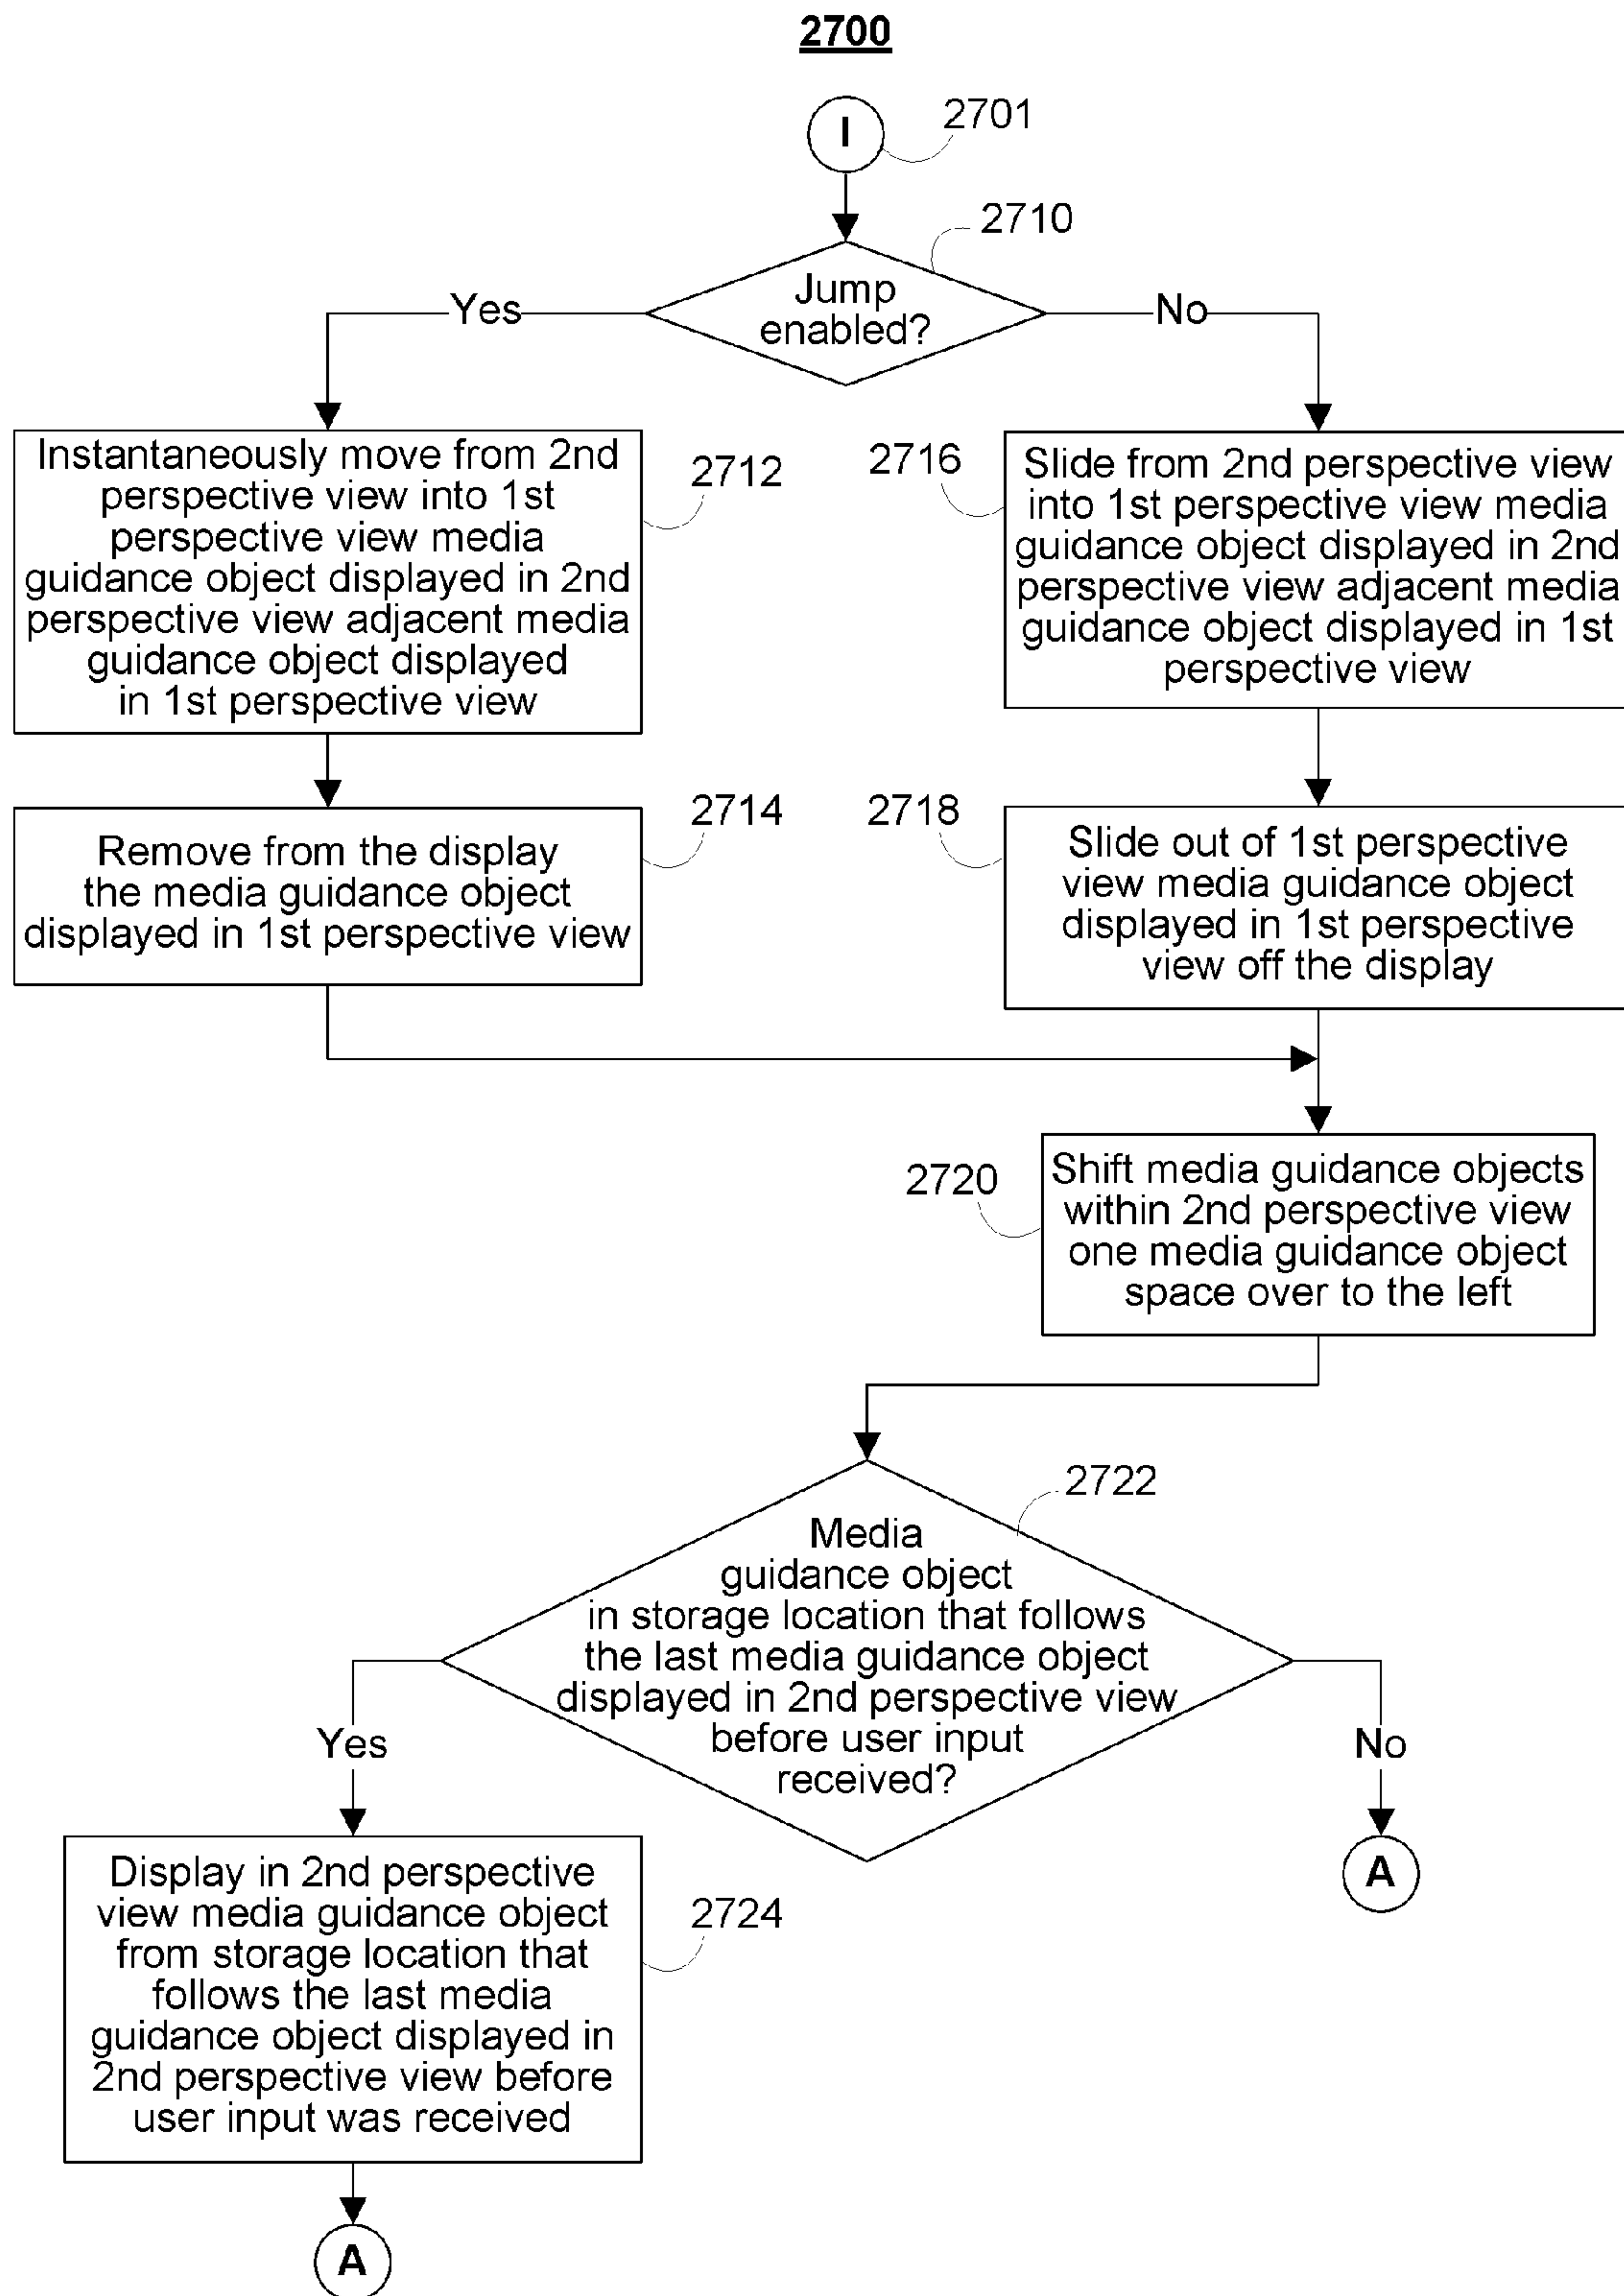 2700
I
2701
2710
Jump
enabled?
Yes
No
Instantaneously move from 2nd
perspective view into 1st
perspective view media
guidance object displayed in 2nd
perspective view adjacent media
guidance object displayed
in 1st perspective view
2712
2716
Slide from 2nd perspective view
into 1st perspective view media
guidance object displayed in 2nd
perspective view adjacent media
guidance object displayed in 1st
perspective view
Remove from the display
the media guidance object
displayed in 1st perspective view
2714
2718
Slide out of 1st perspective
view media guidance object
displayed in 1st perspective
view off the display
2720
Shift media guidance objects
within 2nd perspective view
one media guidance object
space over to the left
2722
Media
guidance object
in storage location that follows
the last media guidance object
displayed in 2nd perspective view
before user input
received?
Yes
No
A
Display in 2nd perspective
view media guidance object
from storage location that
follows the last media
guidance object displayed in
2nd perspective view before
user input was received
2724
A